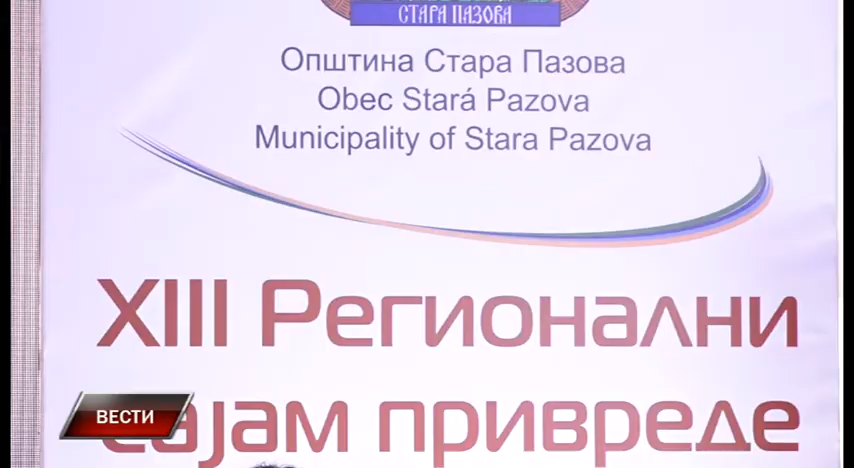 СТАРА ПАЗОВА
Општина Стара Пазова
Obec Stará Pazova
Municipality of Stara Pazova
XIII Регионални
сајам привреде
ВЕСТИ